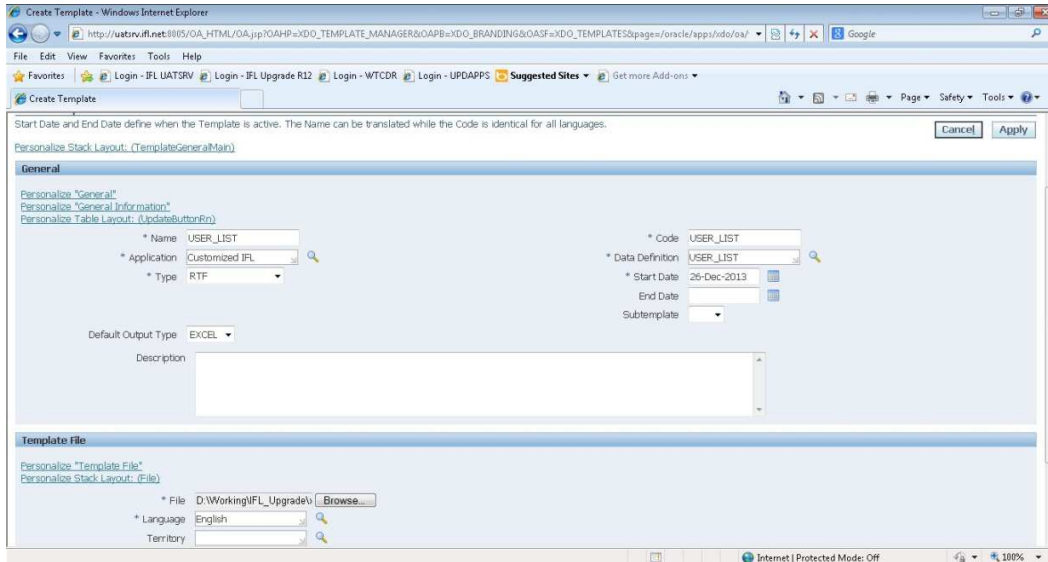 Create Template - Windows Internet Explorer
http://uatsrv.ifl.net:8805/OA_HTML/OA.jsp?OAHP=XDO_TEMPLATE_MANAGER&OAPB=XDO_BRANDING&OASF=XDO_TEMPLATES&page=/oracle/apps/xdo/oa/
Google
File Edit View Favorites Tools Help
Favorites Login - IFL UATSRV Login - IFL Upgrade R12 Login - WTCDR Login - UPDAPPS Suggested Sites Get more Add-ons
Create Template Page Safety Tools
Start Date and End Date define when the Template is active. The Name can be translated while the Code is identical for all languages.
Cancel Apply
Personalize Stack Layout: (TemplateGeneralMain)
General
Personalize "General"
Personalize "General Information"
Personalize Table Layout: (UpdateButtonRn)
* Name USER_LIST * Code USER_LIST
* Application Customized IFL * Data Definition USER_LIST
* Type RTF * Start Date 26-Dec-2013
End Date
Subtemplate
Default Output Type EXCEL
Description
Template File
Personalize "Template File"
Personalize Stack Layout: (File)
* File D:\Working\IFL_Upgrade\ Browse...
* Language English
Territory
Internet | Protected Mode: Off 100%